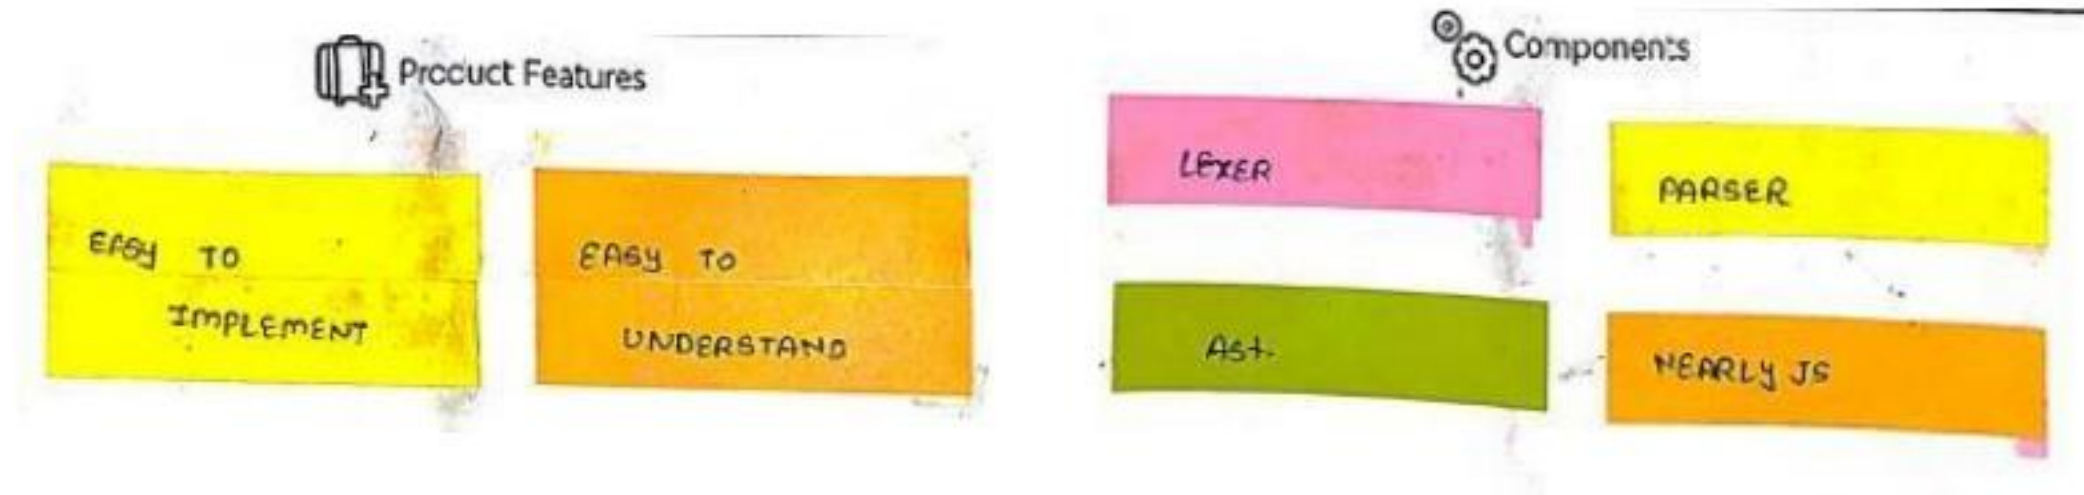 Product Features
EASY TO
IMPLEMENT
EASY TO
UNDERSTAND
Components
LEXER
PARSER
Ast.
NEARLY JS